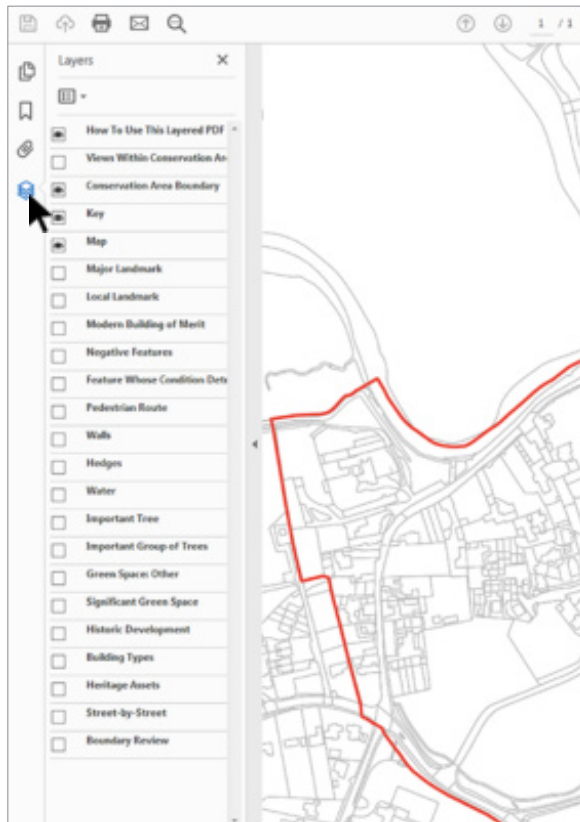 1 / 1
Layers
How To Use This Layered PDF
Views Within Conservation Ar
Conservation Area Boundary
Key
Map
Major Landmark
Local Landmark
Modern Building of Merit
Negative Features
Feature Whose Condition Detr
Pedestrian Route
Walls
Hedges
Water
Important Tree
Important Group of Trees
Green Space: Other
Significant Green Space
Historic Development
Building Types
Heritage Assets
Street-by-Street
Boundary Review